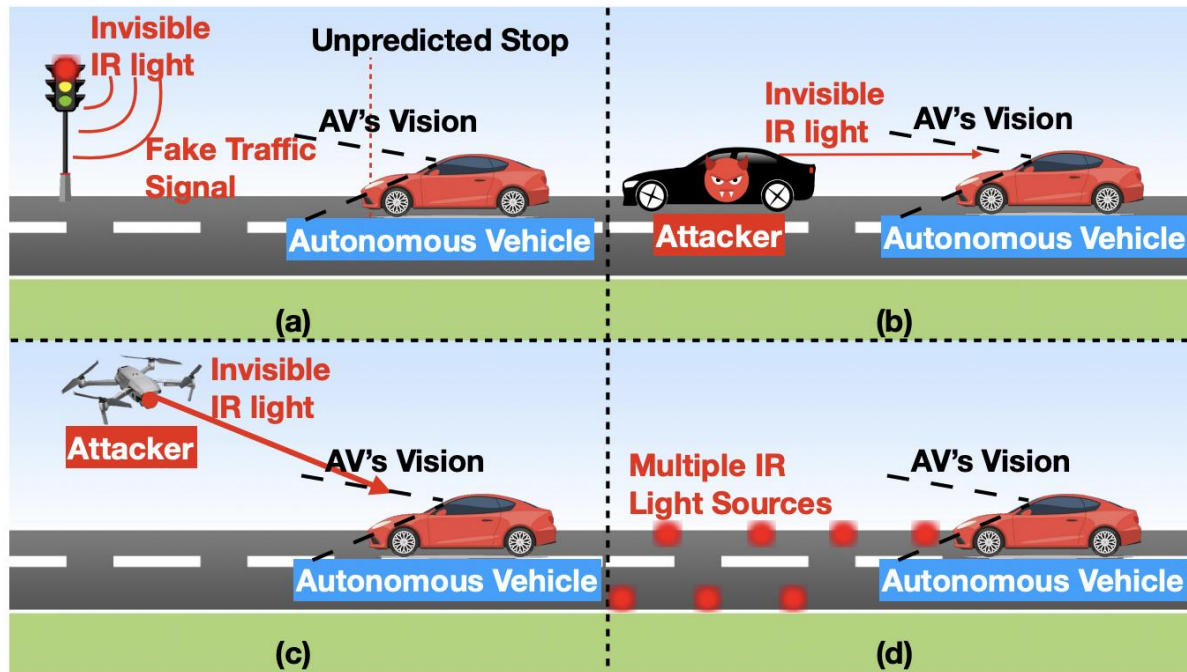 Invisible
IR light
Unpredicted Stop
AV's Vision
Fake Traffic
Signal
Autonomous Vehicle
(a)
Invisible
IR light
AV's Vision
Attacker
Autonomous Vehicle
(b)
Invisible
IR light
Attacker
AV's Vision
Autonomous Vehicle
(c)
Multiple IR
Light Sources
AV's Vision
Autonomous Vehicle
(d)